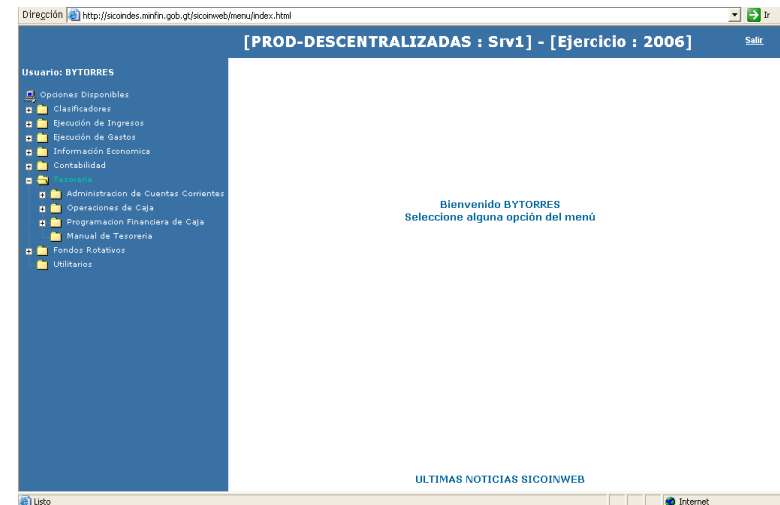 Dirección http://sicoindes.minfin.gob.gt/sicoinweb/menu/index.html Ir
[PROD-DESCENTRALIZADAS : Srv1] - [Ejercicio : 2006] Salir
Usuario: BYTORRES
Opciones Disponibles
Clasificadores
Ejecución de Ingresos
Ejecución de Gastos
Información Economica
Contabilidad
Tesoreria
Administracion de Cuentas Corrientes
Operaciones de Caja
Programacion Financiera de Caja
Manual de Tesoreria
Fondos Rotativos
Utilitarios
Bienvenido BYTORRES
Seleccione alguna opción del menú
ULTIMAS NOTICIAS SICOINWEB
Listo Internet